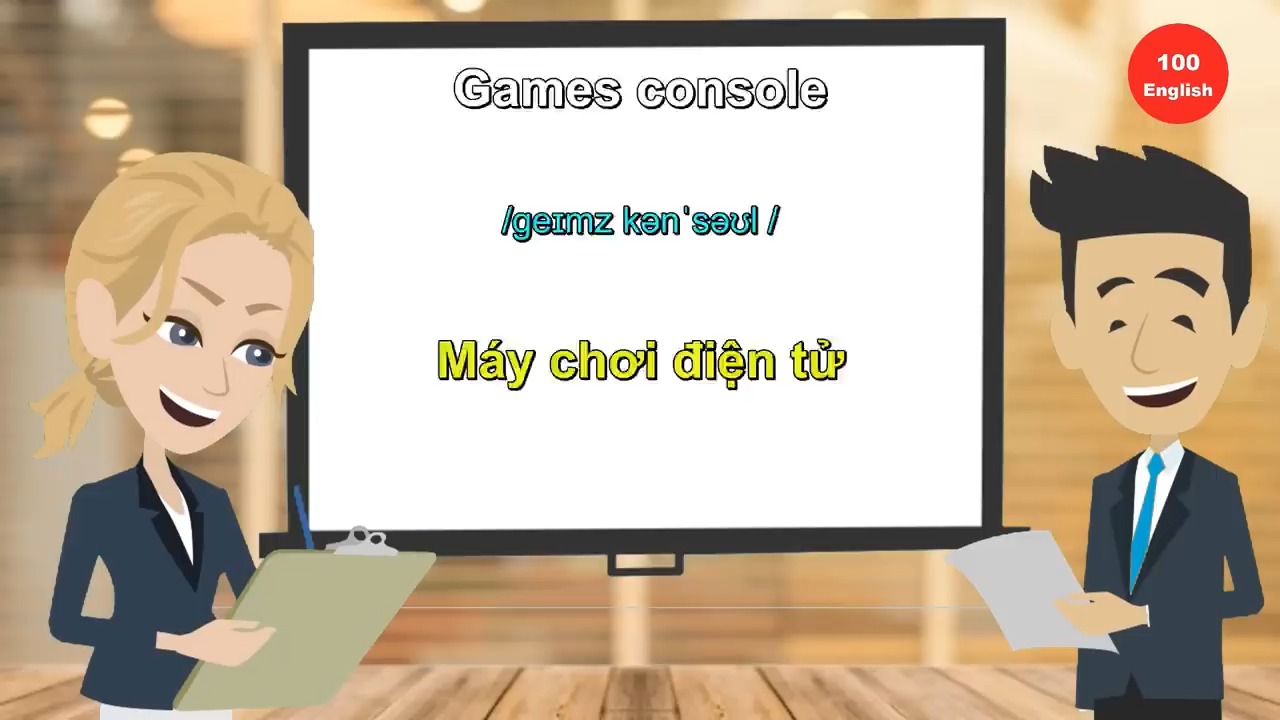 Games console
/geɪmz kənˈsəʊl /
Máy chơi điện tử
100
English